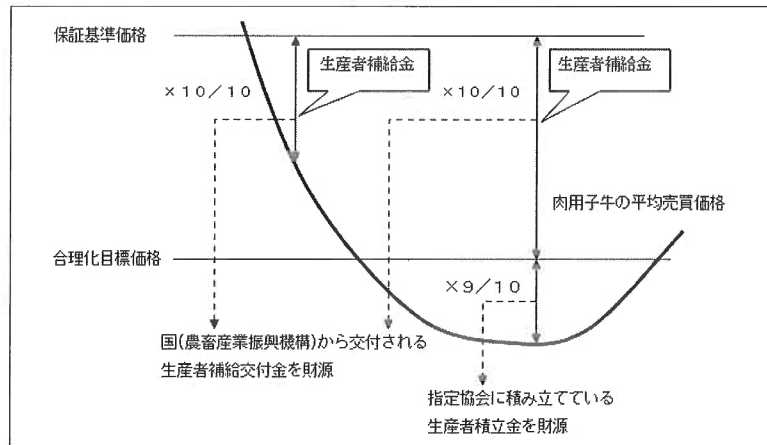 保証基準価格
生産者補給金
生産者補給金
×10/10
×10/10
肉用子牛の平均売買価格
合理化目標価格
×9/10
国(農畜産業振興機構)から交付される
生産者補給交付金を財源
指定協会に積み立てている
生産者積立金を財源